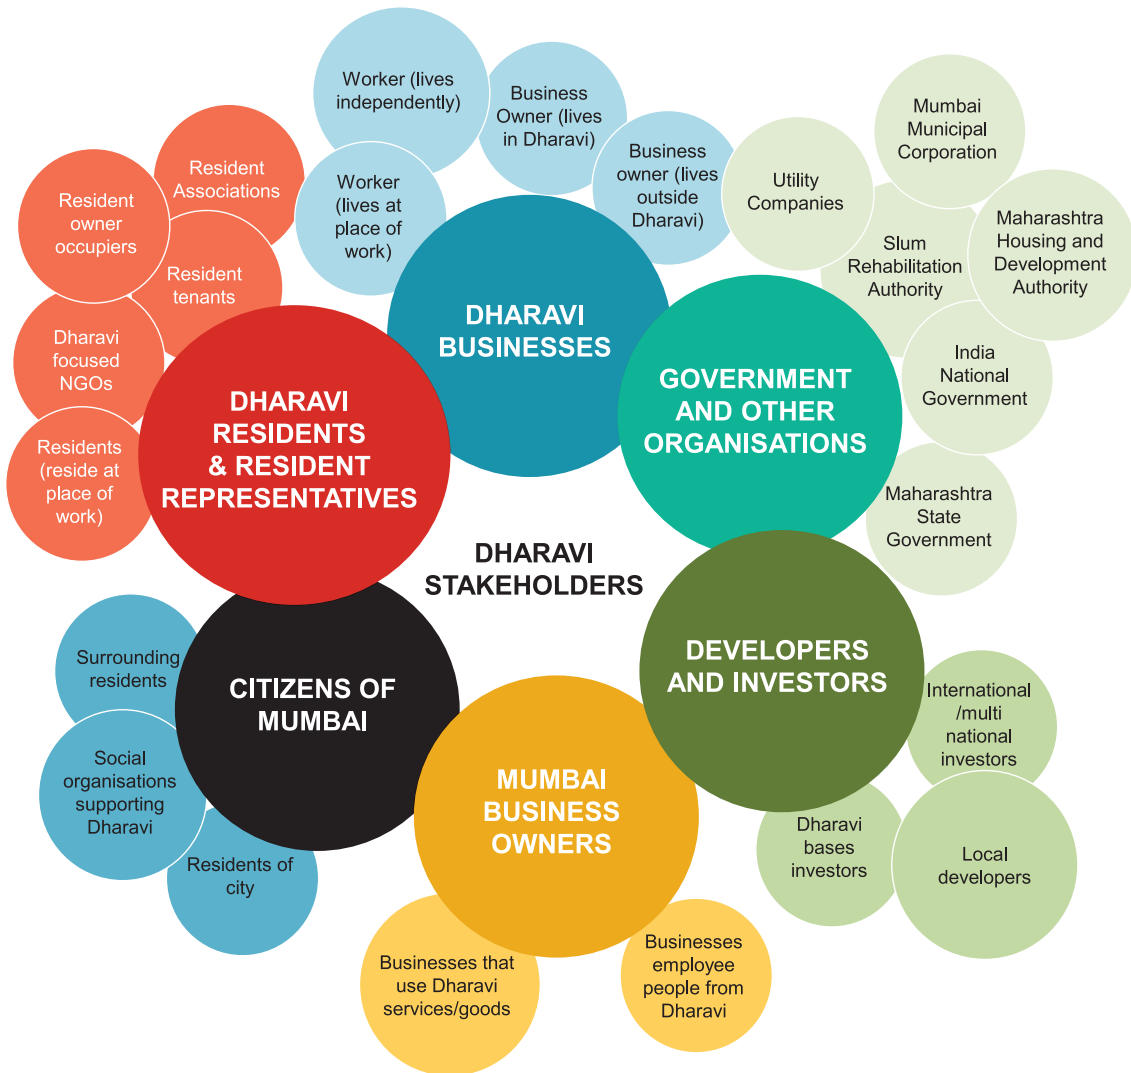 Worker (lives
independently)
Business
Owner (lives
in Dharavi)
Business
owner (lives
outside
Dharavi)
Worker
(lives at
place of
work)
DHARAVI
BUSINESSES
Utility
Companies
Mumbai
Municipal
Corporation
Slum
Rehabilitation
Authority
Maharashtra
Housing and
Development
Authority
India
National
Government
Maharashtra
State
Government
GOVERNMENT
AND OTHER
ORGANISATIONS
Resident
Associations
Resident
owner
occupiers
Resident
tenants
Dharavi
focused
NGOs
Residents
(reside at
place of
work)
DHARAVI
RESIDENTS
& RESIDENT
REPRESENTATIVES
DHARAVI
STAKEHOLDERS
DEVELOPERS
AND INVESTORS
International
/multi
national
investors
Dharavi
bases
investors
Local
developers
CITIZENS OF
MUMBAI
Surrounding
residents
Social
organisations
supporting
Dharavi
Residents of
city
MUMBAI
BUSINESS
OWNERS
Businesses that
use Dharavi
services/goods
Businesses
employee
people from
Dharavi